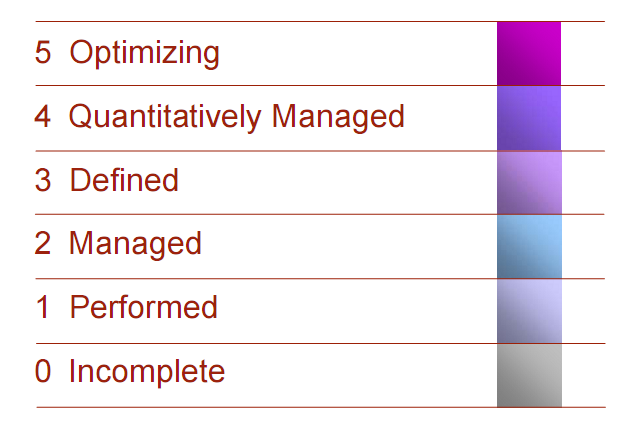 5 Optimizing
4 Quantitatively Managed
3 Defined
2 Managed
1 Performed
0 Incomplete